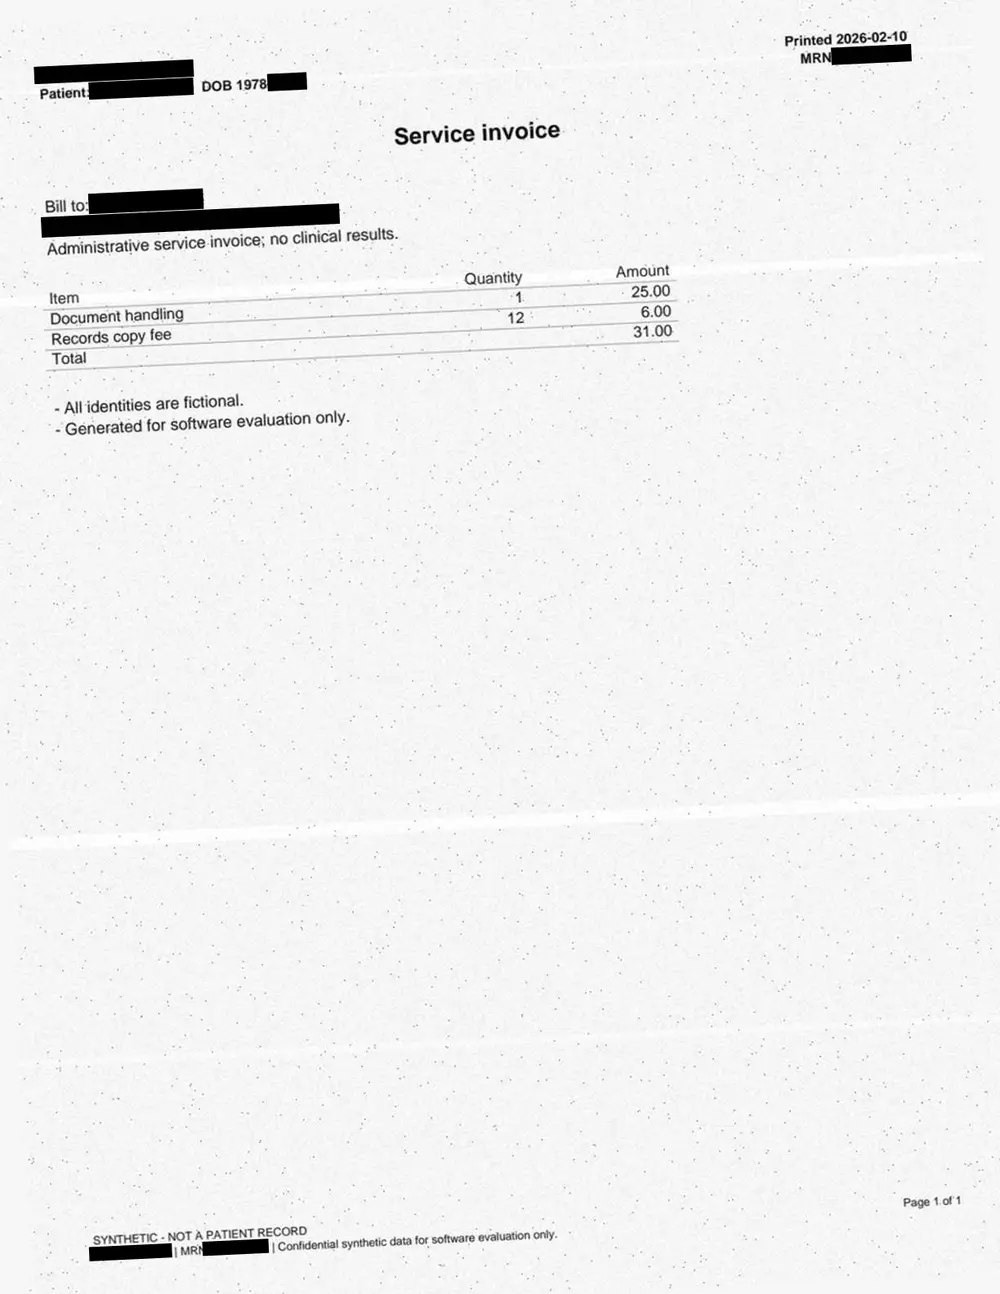 Printed 2026-02-10
MRN
Patient: DOB 1978
Service invoice
Bill to:
Administrative service invoice; no clinical results.
Item Quantity Amount
Document handling 1 25.00
Records copy fee 12 6.00
Total 31.00
- All identities are fictional.
- Generated for software evaluation only.
Page 1 of 1
SYNTHETIC - NOT A PATIENT RECORD
| MRN | Confidential synthetic data for software evaluation only.